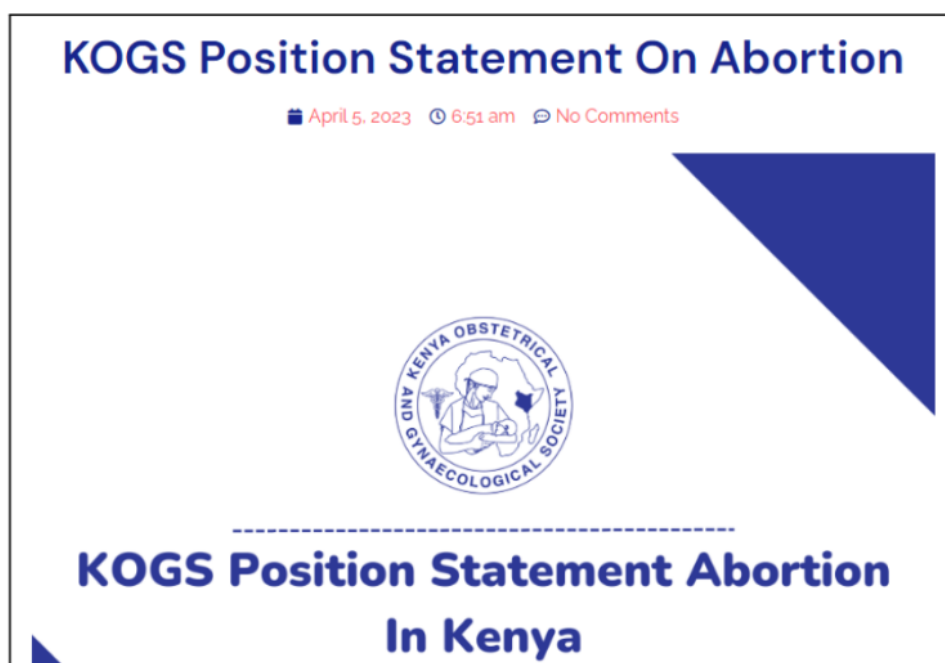 KOGS Position Statement On Abortion
April 5, 2023 6:51 am No Comments
KENYA OBSTETRICAL
AND GYNAECOLOGICAL SOCIETY
KOGS Position Statement Abortion
In Kenya